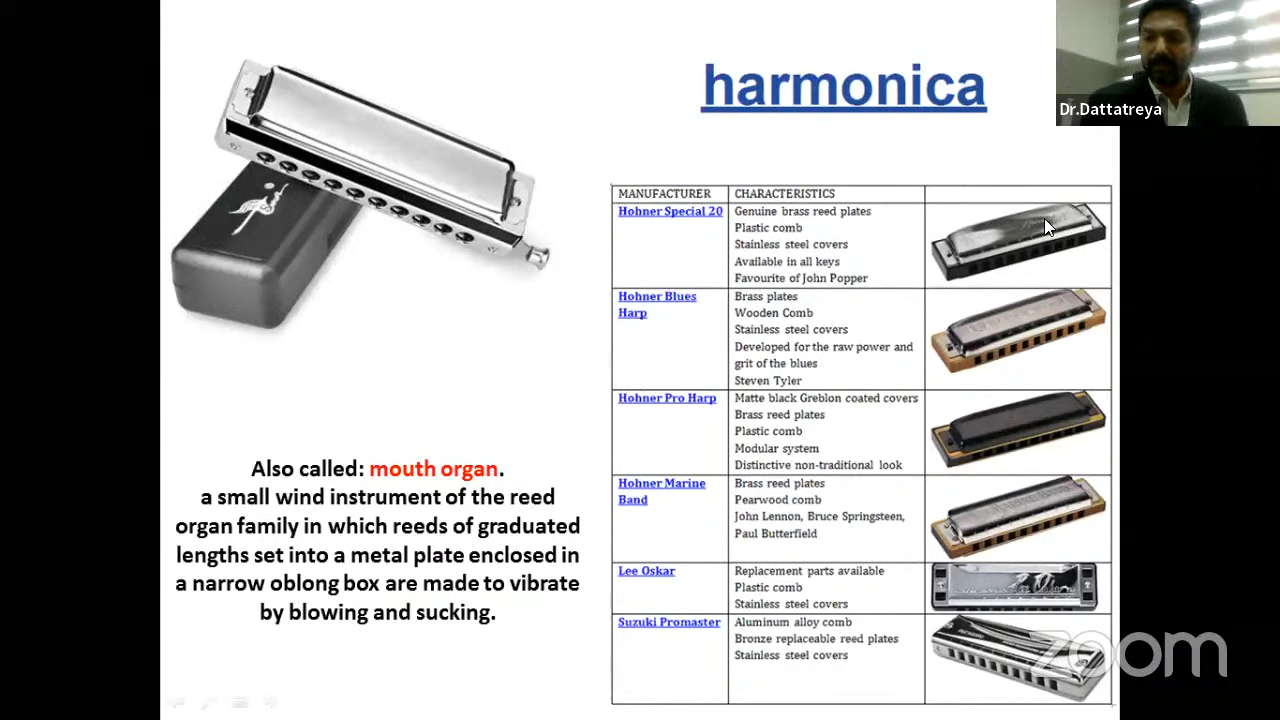 harmonica
Dr.Dattatreya
MANUFACTURER CHARACTERISTICS
Hohner Special 20 Genuine brass reed plates
Plastic comb
Stainless steel covers
Available in all keys
Favourite of John Popper
Hohner Blues Brass plates
Harp Wooden Comb
Stainless steel covers
Developed for the raw power and
grit of the blues
Steven Tyler
Hohner Pro Harp Matte black Greblon coated covers
Brass reed plates
Plastic comb
Modular system
Distinctive non-traditional look
Hohner Marine Brass reed plates
Band Pearwood comb
John Lennon, Bruce Springsteen,
Paul Butterfield
Lee Oskar Replacement parts available
Plastic comb
Stainless steel covers
Suzuki Promaster Aluminum alloy comb
Bronze replaceable reed plates
Stainless steel covers
Also called: mouth organ.
a small wind instrument of the reed
organ family in which reeds of graduated
lengths set into a metal plate enclosed in
a narrow oblong box are made to vibrate
by blowing and sucking.
zoom